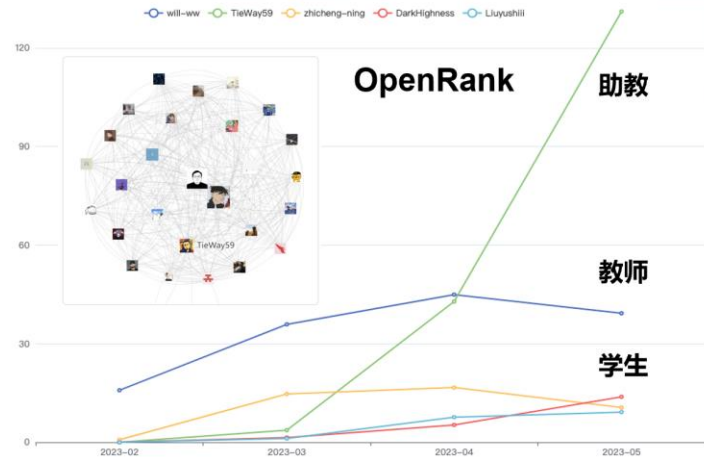 will-ww TieWay59 zhicheng-ning DarkHighness Liuyushiii
120
OpenRank
助教
90
60
TieWay59
教师
30
学生
0
2023-02 2023-03 2023-04 2023-05